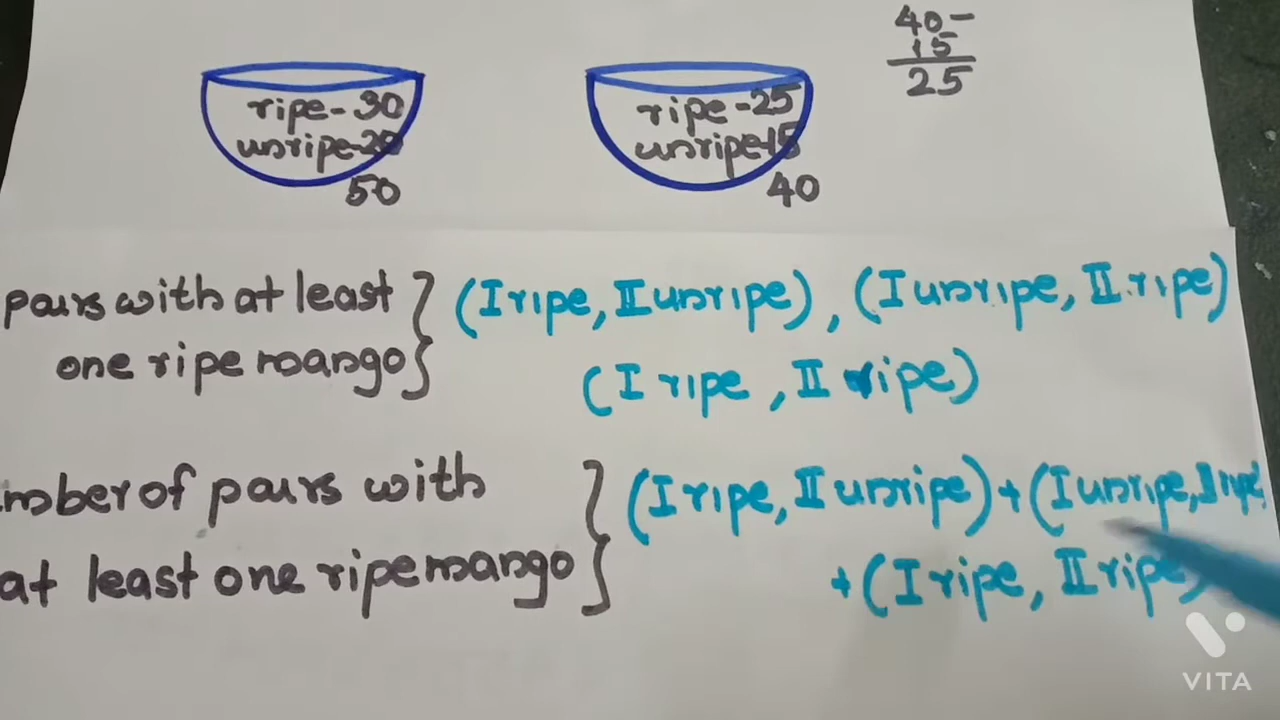 40-
15
25
ripe-30
unripe-20
50
ripe-25
unripe-15
40
pairs with at least
one ripe mango
(I ripe, II unripe), (I unripe, II ripe)
(I ripe, II ripe)
mber of pairs with
at least one ripe mango
(I ripe, II unripe) + (I unripe, II ripe)
+ (I ripe, II ripe)
VITA